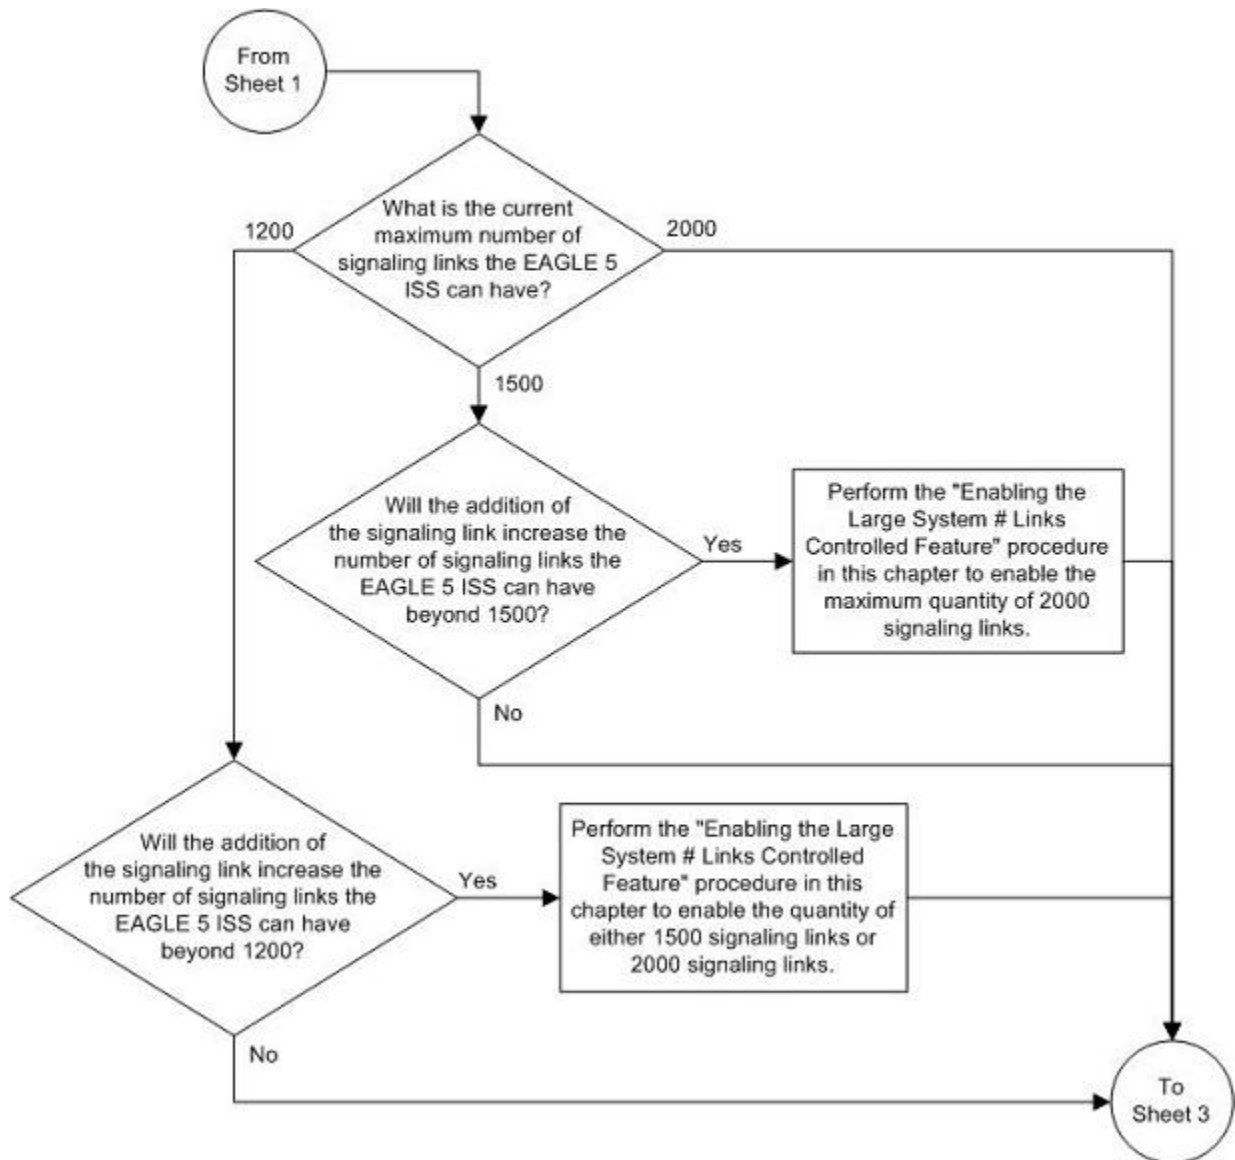 From
Sheet 1
What is the current
maximum number of
signaling links the EAGLE 5
ISS can have?
1200
2000
1500
Will the addition of
the signaling link increase the
number of signaling links the
EAGLE 5 ISS can have
beyond 1500?
Yes
Perform the "Enabling the
Large System # Links
Controlled Feature" procedure
in this chapter to enable the
maximum quantity of 2000
signaling links.
No
Will the addition of
the signaling link increase the
number of signaling links the
EAGLE 5 ISS can have
beyond 1200?
Yes
Perform the "Enabling the Large
System # Links Controlled
Feature" procedure in this
chapter to enable the quantity of
either 1500 signaling links or
2000 signaling links.
No
To
Sheet 3